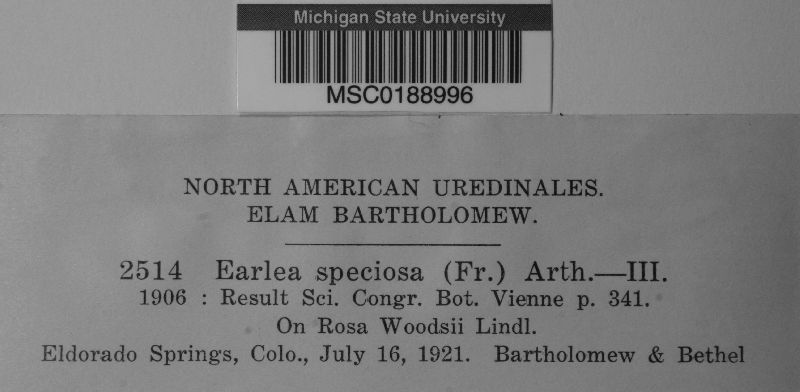 Michigan State University
MSC0188996
NORTH AMERICAN UREDINALES.
ELAM BARTHOLOMEW.
2514 Earlea speciosa (Fr.) Arth.—III.
1906 : Result Sci. Congr. Bot. Vienne p. 341.
On Rosa Woodsii Lindl.
Eldorado Springs, Colo., July 16, 1921. Bartholomew & Bethel